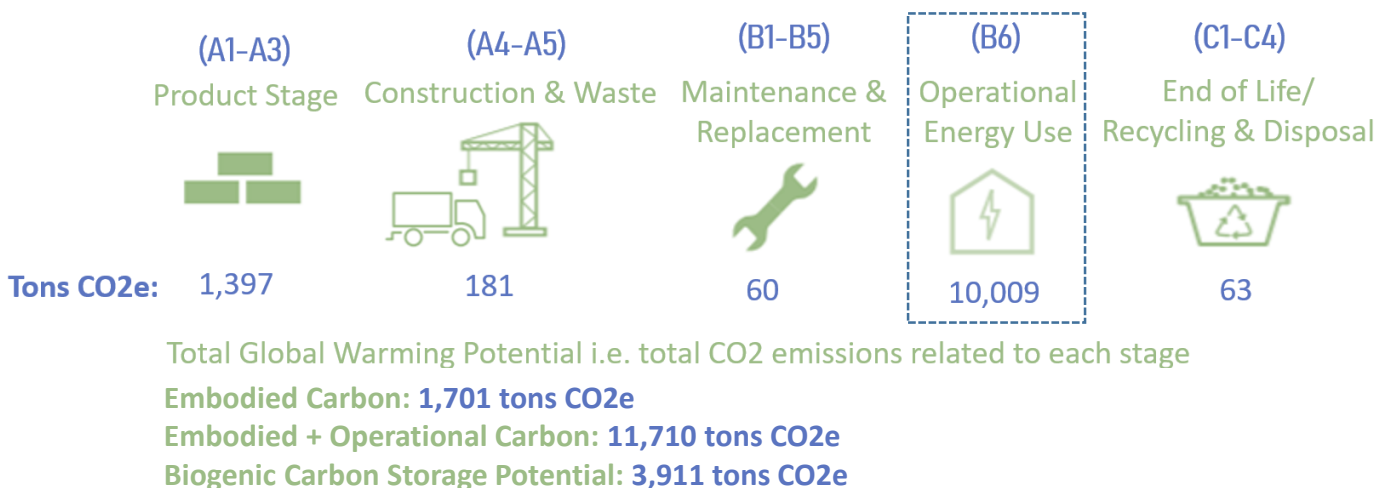 (A1-A3) (A4-A5) (B1-B5) (B6) (C1-C4)
Product Stage Construction & Waste Maintenance & Operational End of Life/
Replacement Energy Use Recycling & Disposal
Tons CO2e: 1,397 181 60 10,009 63
Total Global Warming Potential i.e. total CO2 emissions related to each stage
Embodied Carbon: 1,701 tons CO2e
Embodied + Operational Carbon: 11,710 tons CO2e
Biogenic Carbon Storage Potential: 3,911 tons CO2e